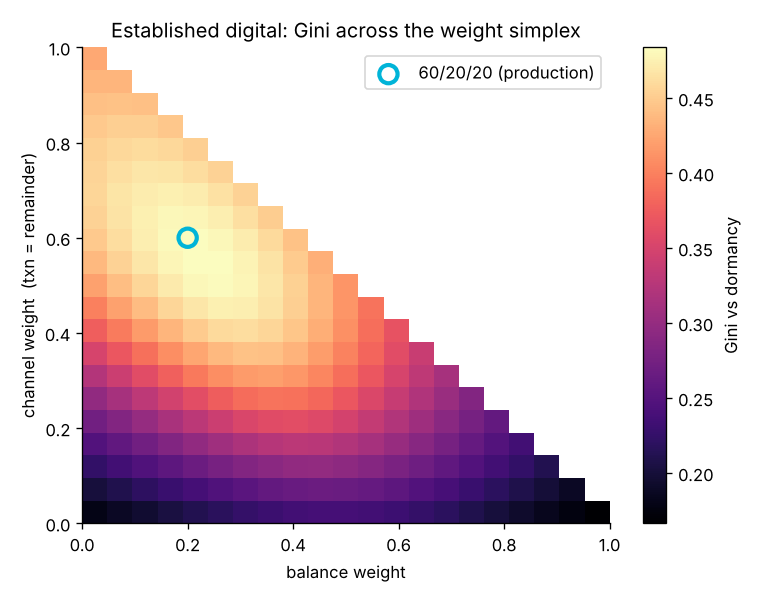 Established digital: Gini across the weight simplex
60/20/20 (production)
channel weight (txn = remainder)
1.0
0.8
0.6
0.4
0.2
0.0
0.0 0.2 0.4 0.6 0.8 1.0
balance weight
0.45
0.40
0.35
0.30
0.25
0.20
Gini vs dormancy